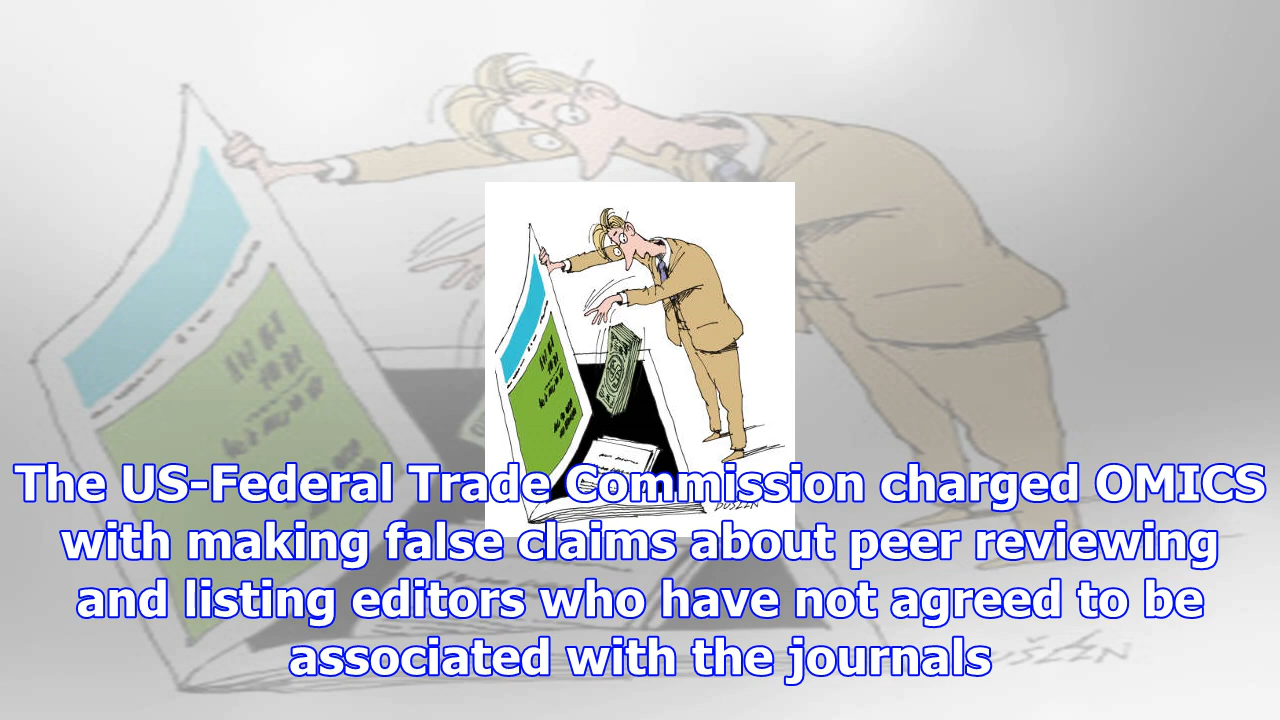 The US-Federal Trade Commission charged OMICS
with making false claims about peer reviewing
and listing editors who have not agreed to be
associated with the journals